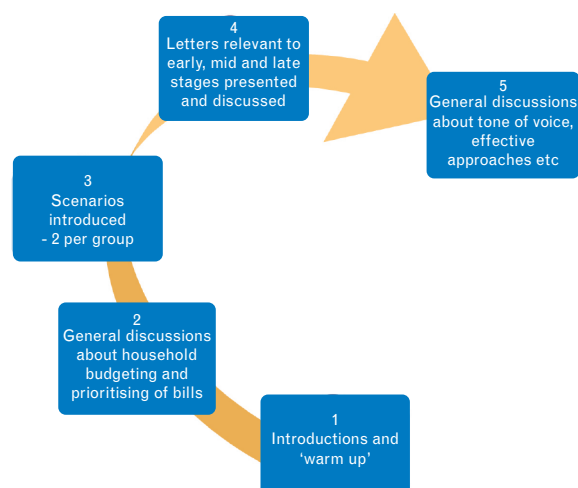 4
Letters relevant to
early, mid and late
stages presented
and discussed
5
General discussions
about tone of voice,
effective
approaches etc
3
Scenarios
introduced
- 2 per group
2
General discussions
about household
budgeting and
prioritising of bills
1
Introductions and
‘warm up’